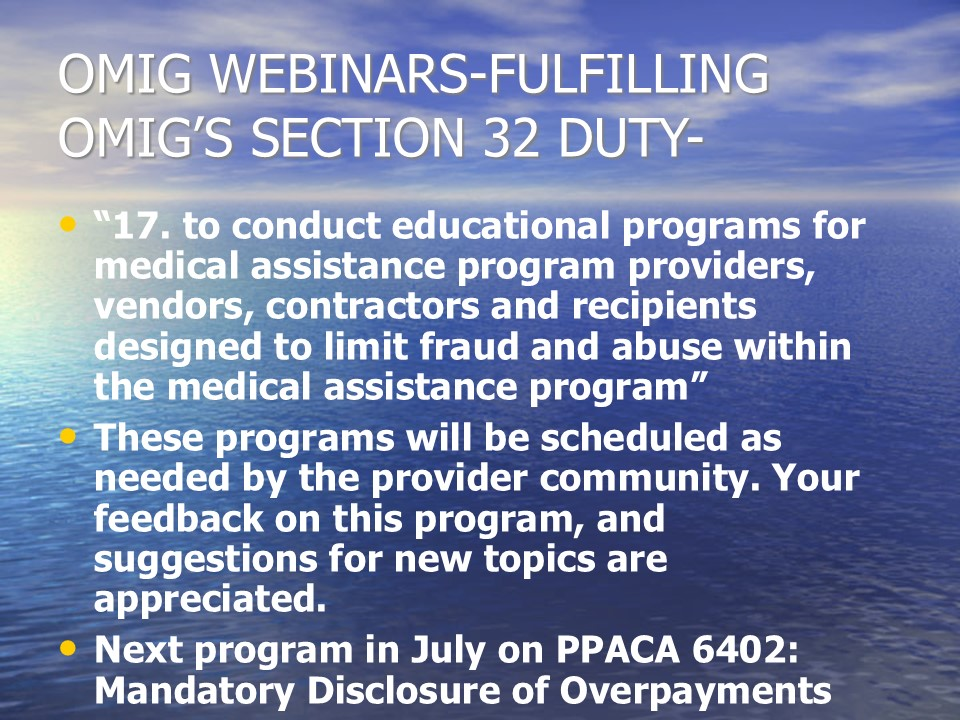 OMIG WEBINARS-FULFILLING
OMIG’S SECTION 32 DUTY-
• “17. to conduct educational programs for
medical assistance program providers,
vendors, contractors and recipients
designed to limit fraud and abuse within
the medical assistance program”
• These programs will be scheduled as
needed by the provider community. Your
feedback on this program, and
suggestions for new topics are
appreciated.
• Next program in July on PPACA 6402:
Mandatory Disclosure of Overpayments